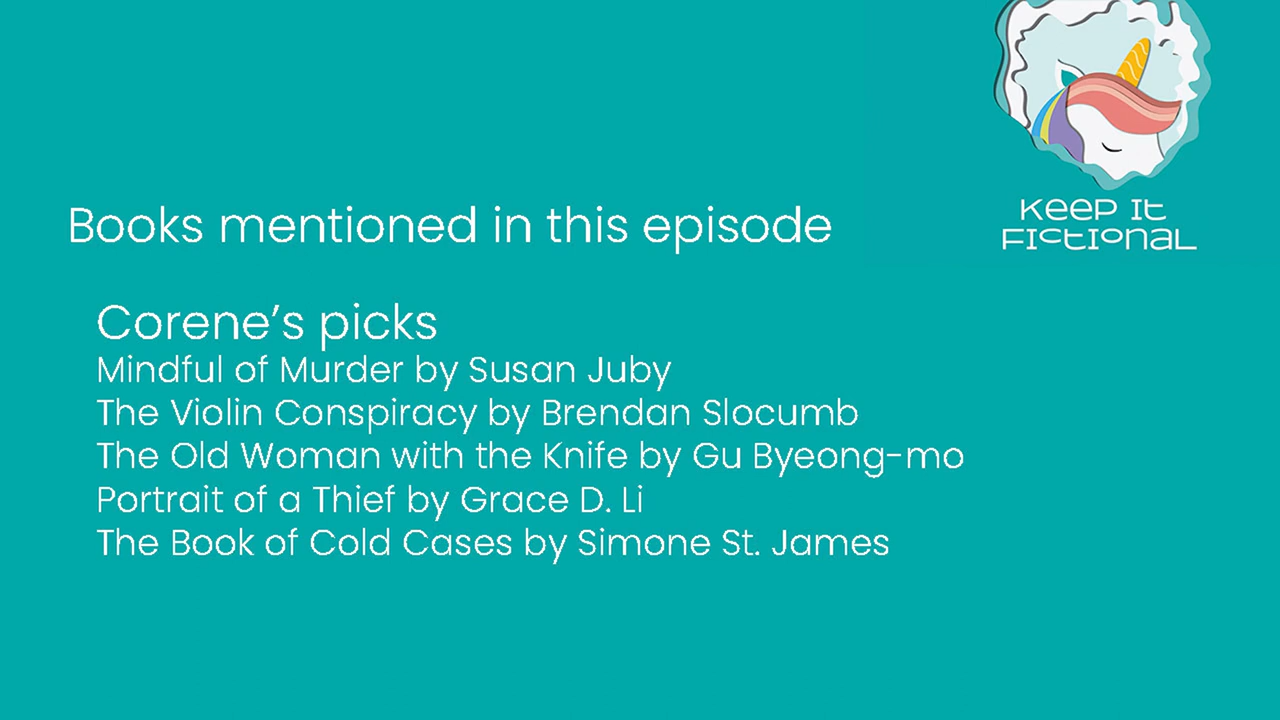 Keep It
Fictional
Books mentioned in this episode
Corene’s picks
Mindful of Murder by Susan Juby
The Violin Conspiracy by Brendan Slocumb
The Old Woman with the Knife by Gu Byeong-mo
Portrait of a Thief by Grace D. Li
The Book of Cold Cases by Simone St. James